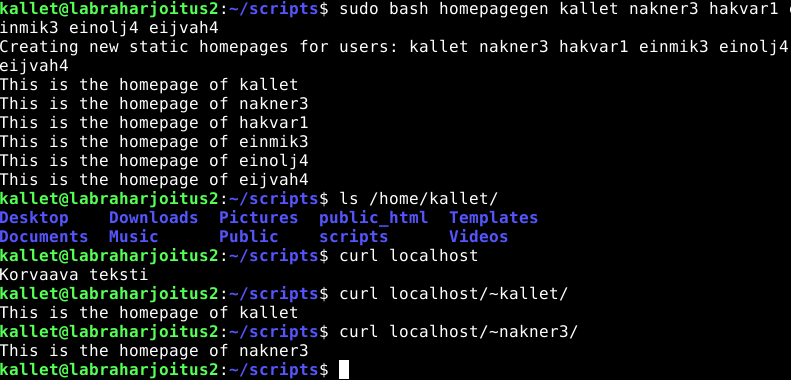 kallet@labraharjoitus2:~/scripts$ sudo bash homepagegen kallet nakner3 hakvar1 e
inmik3 einolj4 eijvah4
Creating new static homepages for users: kallet nakner3 hakvar1 einmik3 einolj4
eijvah4
This is the homepage of kallet
This is the homepage of nakner3
This is the homepage of hakvar1
This is the homepage of einmik3
This is the homepage of einolj4
This is the homepage of eijvah4
kallet@labraharjoitus2:~/scripts$ ls /home/kallet/
Desktop Downloads Pictures public_html Templates
Documents Music Public scripts Videos
kallet@labraharjoitus2:~/scripts$ curl localhost
Korvaava teksti
kallet@labraharjoitus2:~/scripts$ curl localhost/~kallet/
This is the homepage of kallet
kallet@labraharjoitus2:~/scripts$ curl localhost/~nakner3/
This is the homepage of nakner3
kallet@labraharjoitus2:~/scripts$